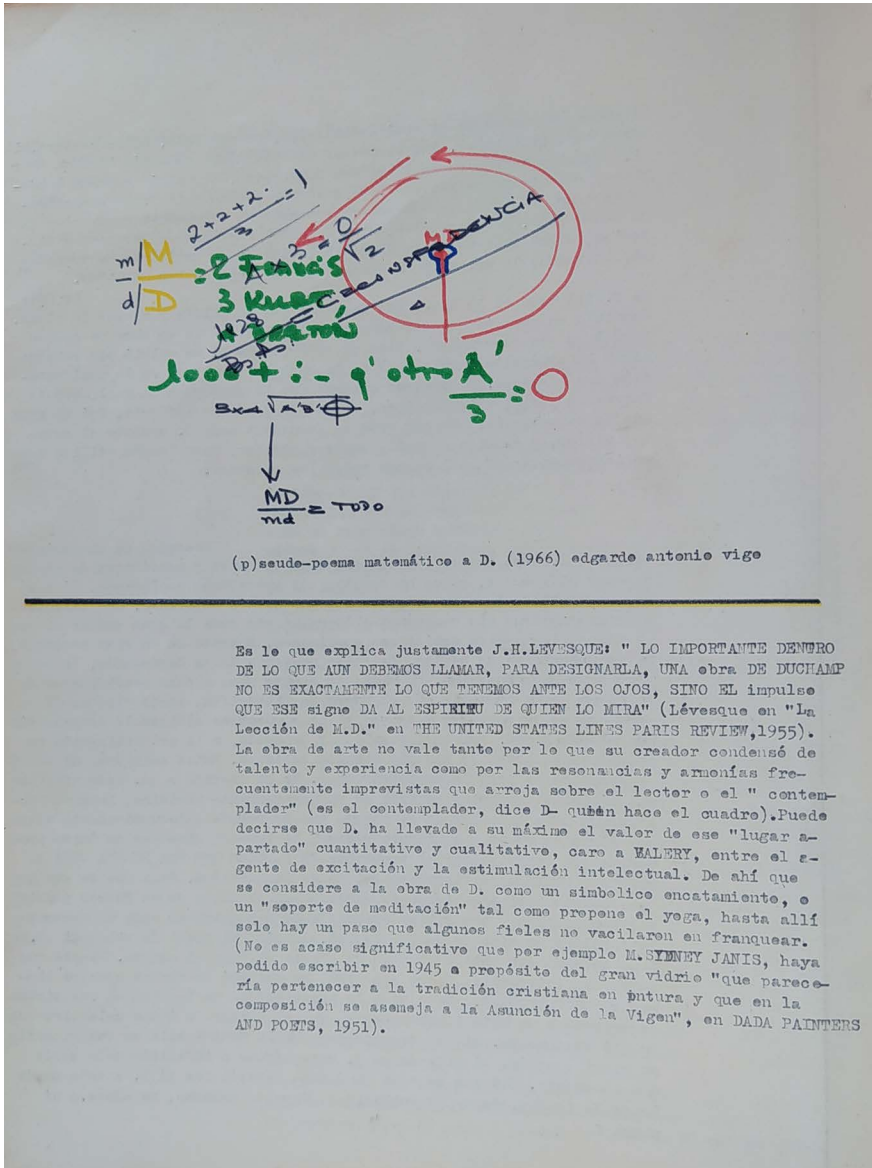 2+2+2.
3
=1
m/M
d/D
=2
A x 3 = 0
√2
MD
3 KURT
1928 = C = CONDEPENDENCIA
Bs.As.
1000 + : - q' otro A'
3
= O
3x4 √A'B'
MD
md
= TODO
(p)seudo-poema matemático a D. (1966) edgardo antonio vigo
Es lo que explica justamente J.H.LEVESQUE: " LO IMPORTANTE DENTRO
DE LO QUE AUN DEBEMOS LLAMAR, PARA DESIGNARLA, UNA obra DE DUCHAMP
NO ES EXACTAMENTE LO QUE TENEMOS ANTE LOS OJOS, SINO EL impulso
QUE ESE signo DA AL ESPIRITU DE QUIEN LO MIRA" (Lévesque en "La
Lección de M.D." en THE UNITED STATES LINES PARIS REVIEW,1955).
La obra de arte no vale tanto por lo que su creador condensó de
talento y experiencia como por las resonancias y armonías fre-
cuentemente imprevistas que arroja sobre el lector o el " contem-
plador" (es el contemplador, dice D- quién hace el cuadro).Puede
decirse que D. ha llevado a su máximo el valor de ese "lugar a-
partado" cuantitativo y cualitativo, caro a VALERY, entre el a-
gente de excitación y la estimulación intelectual. De ahí que
se considere a la obra de D. como un simbolico encatamiento, o
un "soporte de meditación" tal como propone el yoga, hasta allí
solo hay un paso que algunos fieles no vacilaron en franquear.
(No es acaso significativo que por ejemplo M.SYDNEY JANIS, haya
podido escribir en 1945 a propósito del gran vidrio "que parece-
ría pertenecer a la tradición cristiana en pntura y que en la
composición se asemeja a la Asunción de la Vigen", en DADA PAINTERS
AND POETS, 1951).